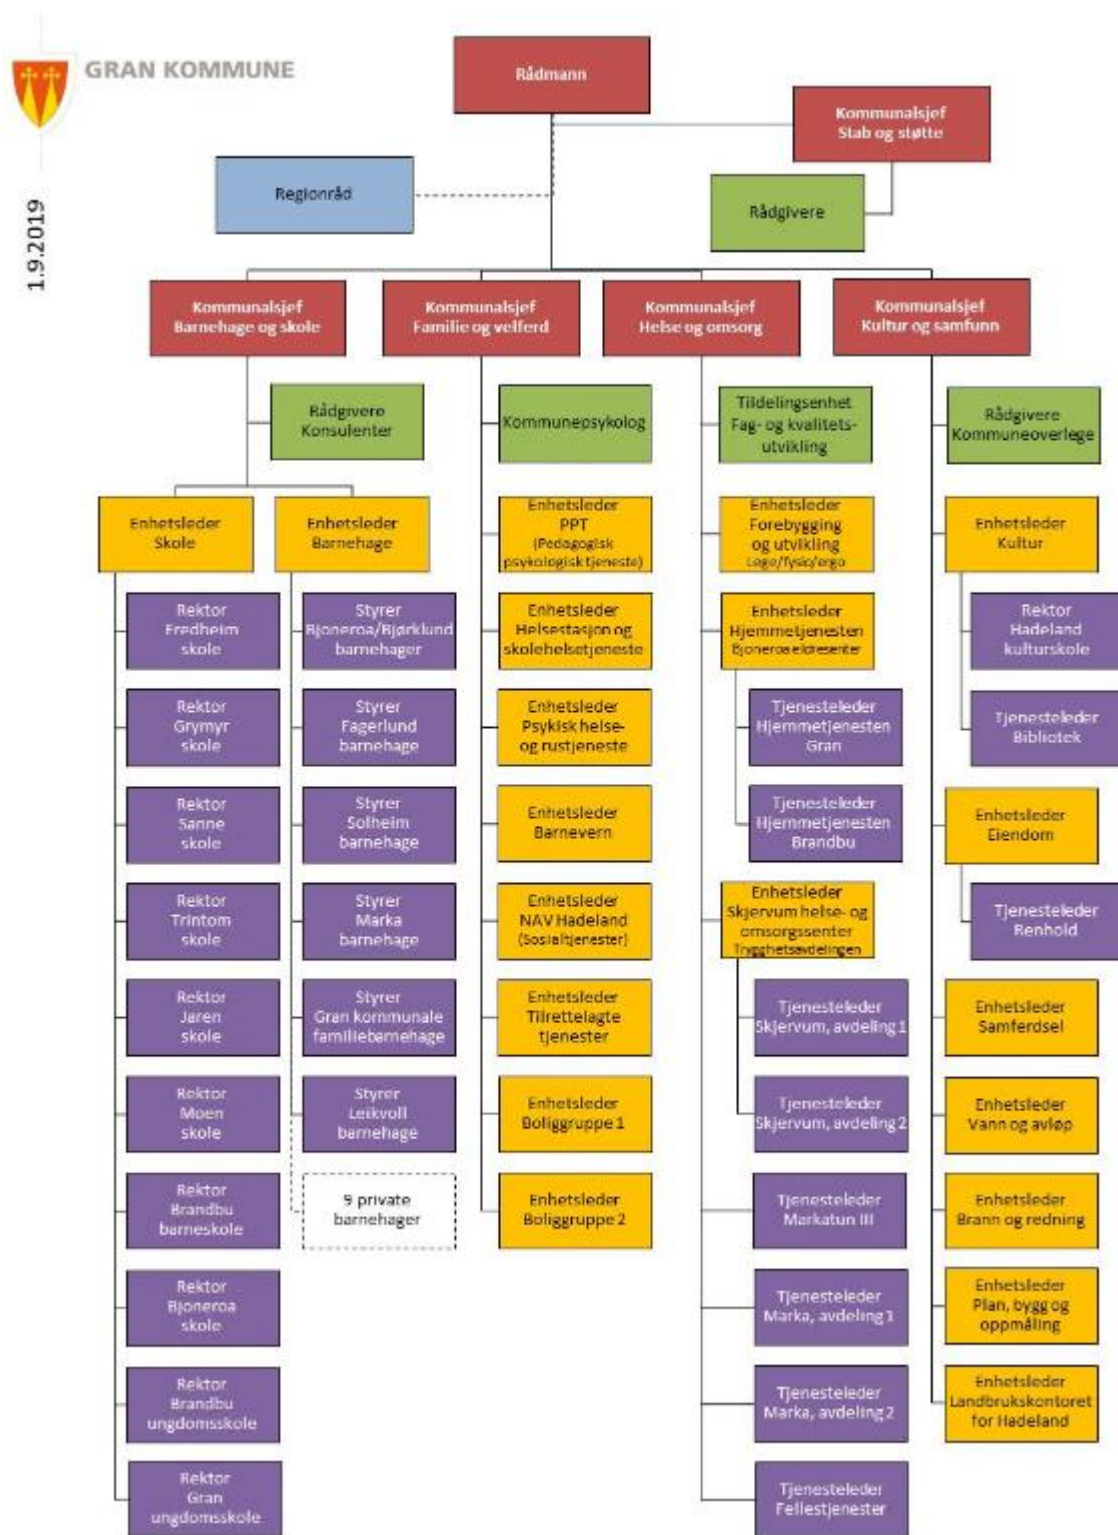 GRAN KOMMUNE
1.9.2019
Rådmann
Kommunalsjef
Stab og støtte
Regionråd
Rådgivere
Kommunalsjef
Barnehage og skole
Kommunalsjef
Familie og velferd
Kommunalsjef
Helse og omsorg
Kommunalsjef
Kultur og samfunn
Rådgivere
Konsulenter
Kommunepsykolog
Tildelingsenhet
Fag- og kvalitets-
utvikling
Rådgivere
Kommuneoverlege
Enhetsleder
Skole
Rektor
Fredheim
skole
Rektor
Grymyr
skole
Rektor
Sanne
skole
Rektor
Trintom
skole
Rektor
Jaren
skole
Rektor
Moen
skole
Rektor
Brandbu
barneskole
Rektor
Bjoneroa
skole
Rektor
Brandbu
ungdomsskole
Rektor
Gran
ungdomsskole
Enhetsleder
Barnehage
Styrer
Bjoneroa/Bjørklund
barnehager
Styrer
Fagerlund
barnehage
Styrer
Solheim
barnehage
Styrer
Marka
barnehage
Styrer
Gran kommunale
familiebarnehage
Styrer
Leikvoll
barnehage
9 private
barnehager
Enhetsleder
PPT
(Pedagogisk
psykologisk tjeneste)
Enhetsleder
Helsestasjon og
skolehelsetjeneste
Enhetsleder
Psykisk helse-
og rustjeneste
Enhetsleder
Barnevern
Enhetsleder
NAV Hadeland
(Sosialtjenester)
Enhetsleder
Tilrettelagte
tjenester
Enhetsleder
Boliggruppe 1
Enhetsleder
Boliggruppe 2
Enhetsleder
Forebygging
og utvikling
Lege/fysio/ergo
Enhetsleder
Hjemmetjenesten
Bjoneroa eldresenter
Tjenesteleder
Hjemmetjenesten
Gran
Tjenesteleder
Hjemmetjenesten
Brandbu
Enhetsleder
Skjervum helse- og
omsorgssenter
Trygghetsavdelingen
Tjenesteleder
Skjervum, avdeling 1
Tjenesteleder
Skjervum, avdeling 2
Tjenesteleder
Markatun III
Tjenesteleder
Marka, avdeling 1
Tjenesteleder
Marka, avdeling 2
Tjenesteleder
Fellestjenester
Enhetsleder
Kultur
Rektor
Hadeland
kulturskole
Tjenesteleder
Bibliotek
Enhetsleder
Eiendom
Tjenesteleder
Renhold
Enhetsleder
Samferdsel
Enhetsleder
Vann og avløp
Enhetsleder
Brann og redning
Enhetsleder
Plan, bygg og
oppmåling
Enhetsleder
Landbrukskontoret
for Hadeland